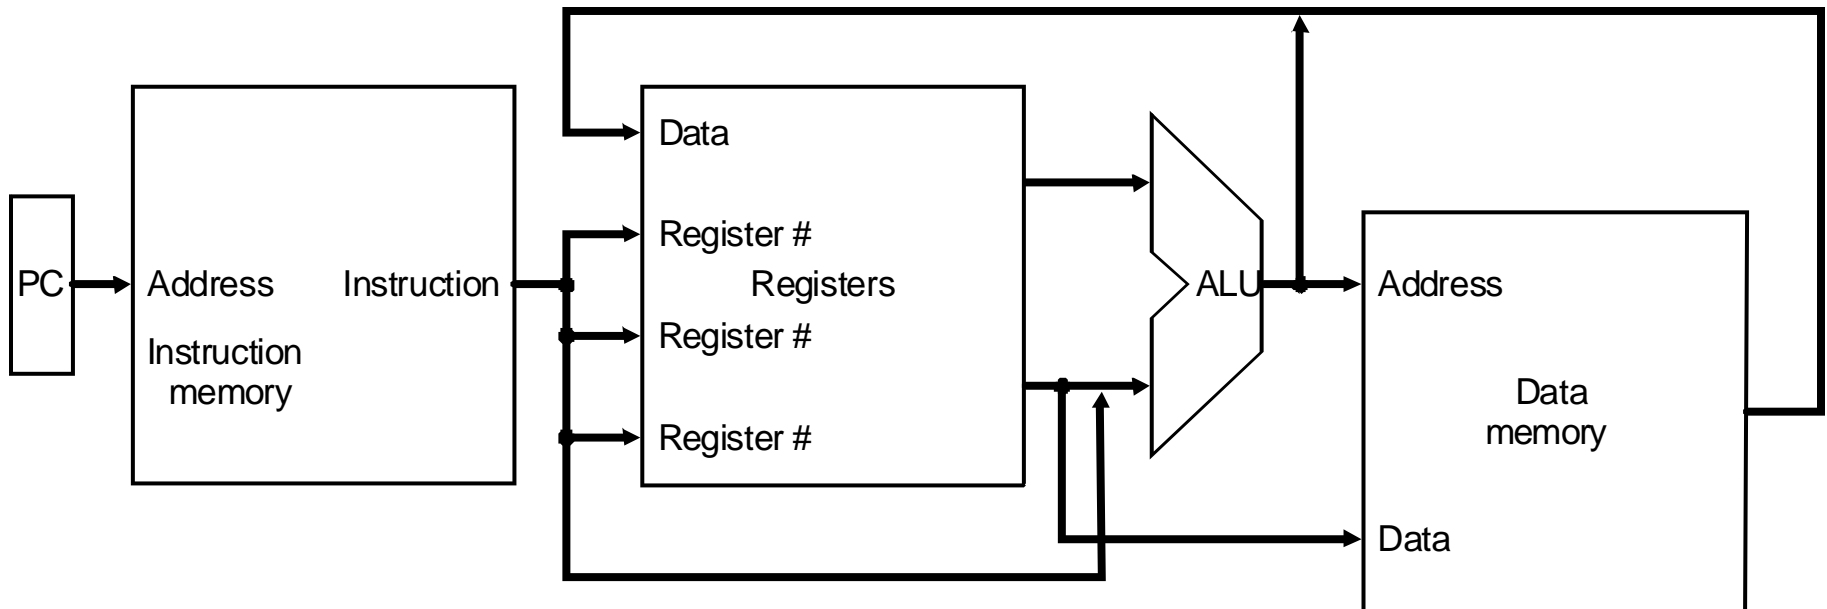 PC
Address
Instruction
Instruction
memory
Data
Register #
Registers
Register #
Register #
ALU
Address
Data
memory
Data